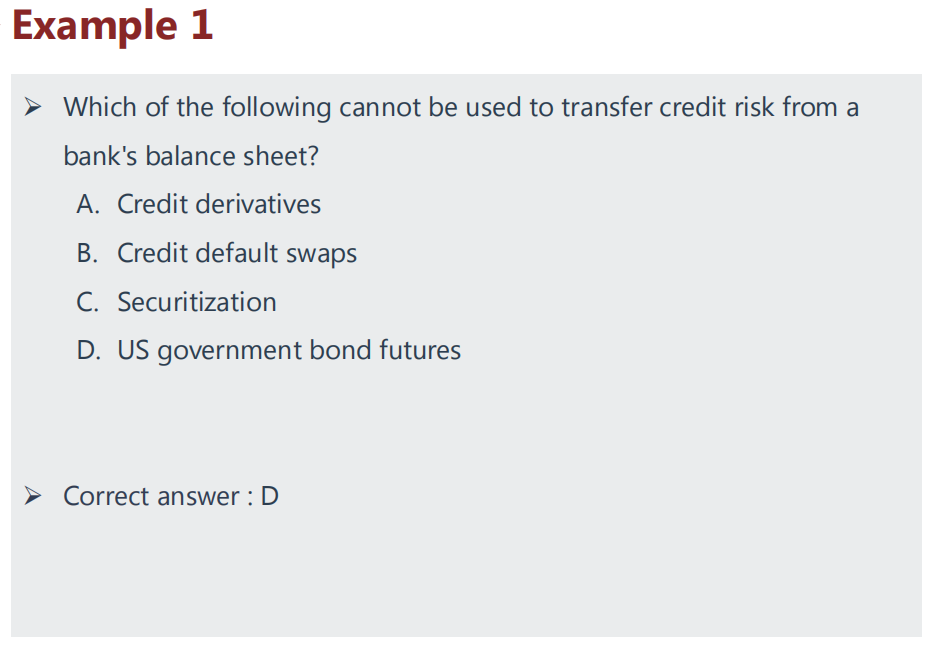 Example 1
➢ Which of the following cannot be used to transfer credit risk from a
bank's balance sheet?
A. Credit derivatives
B. Credit default swaps
C. Securitization
D. US government bond futures
➢ Correct answer : D